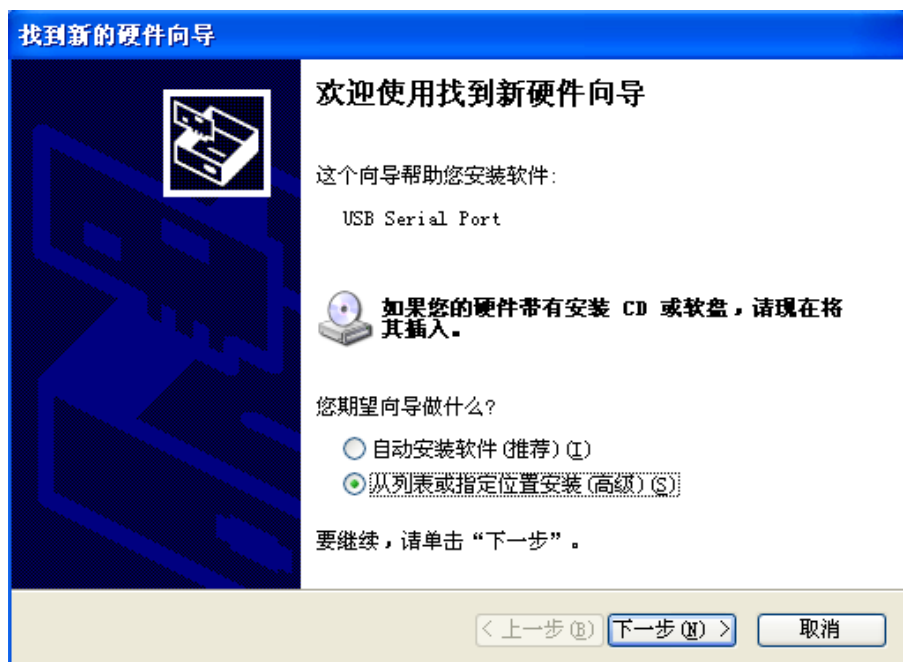 找到新的硬件向导
欢迎使用找到新硬件向导
这个向导帮助您安装软件:
USB Serial Port
如果您的硬件带有安装 CD 或软盘，请现在将
其插入。
您期望向导做什么?
自动安装软件(推荐)(I)
从列表或指定位置安装(高级)(S)
要继续，请单击“下一步”。
< 上一步(B)
下一步(N) >
取消